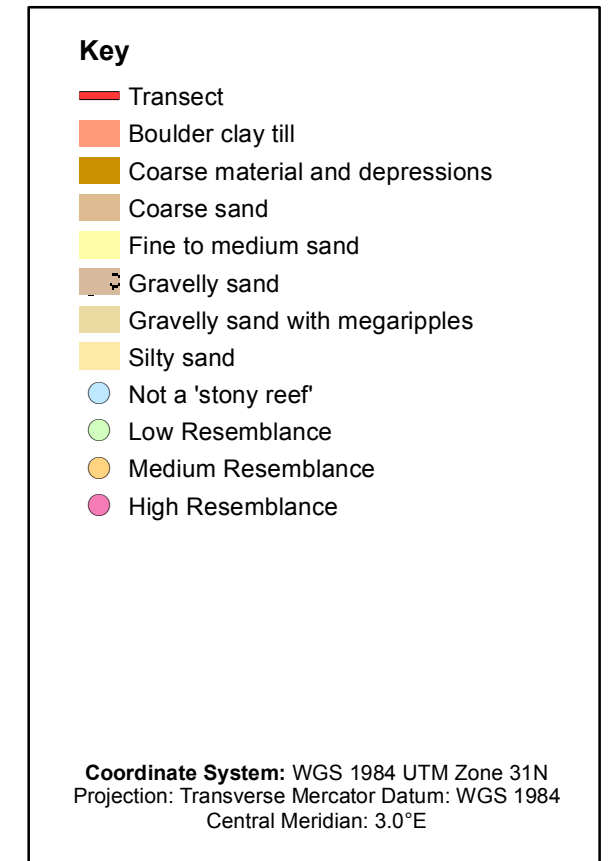 Key
Transect
Boulder clay till
Coarse material and depressions
Coarse sand
Fine to medium sand
Gravelly sand
Gravelly sand with megaripples
Silty sand
Not a 'stony reef'
Low Resemblance
Medium Resemblance
High Resemblance
Coordinate System: WGS 1984 UTM Zone 31N
Projection: Transverse Mercator Datum: WGS 1984
Central Meridian: 3.0°E